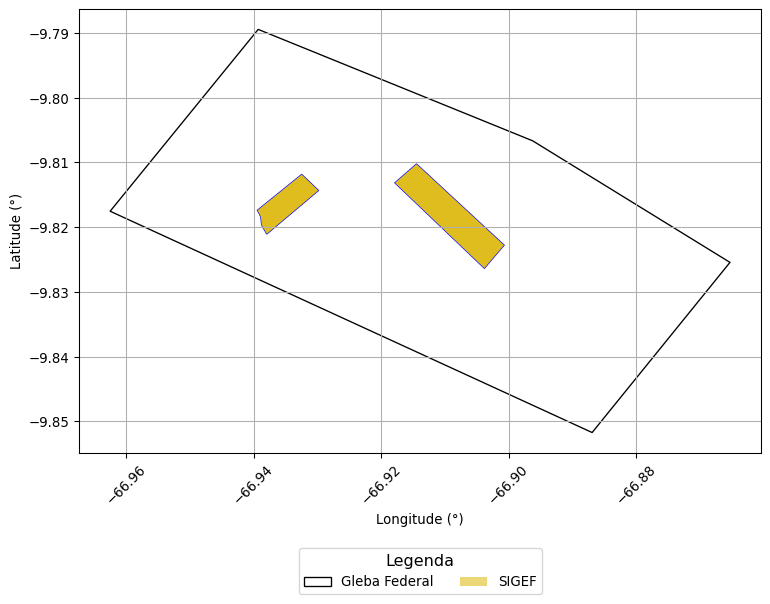 −9.79
−9.80
−9.81
−9.82
−9.83
−9.84
−9.85
Latitude (°)
−66.96
−66.94
−66.92
−66.90
−66.88
Longitude (°)
Legenda
Gleba Federal
SIGEF